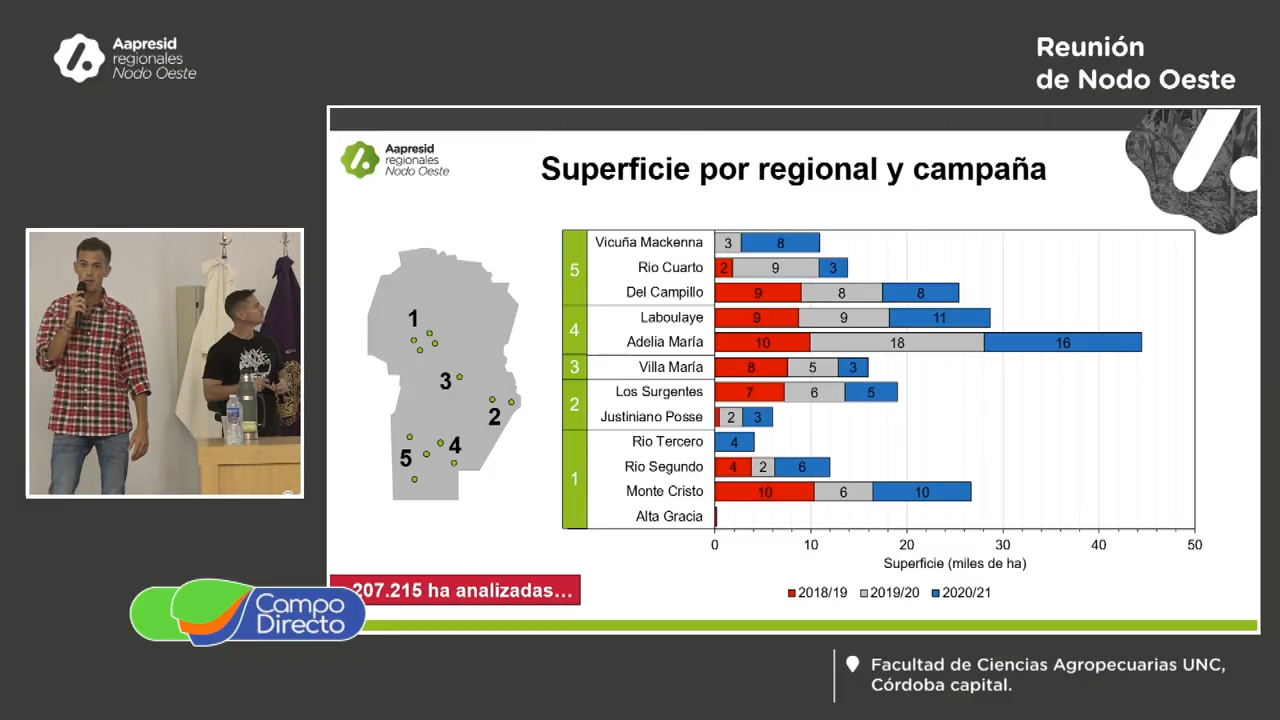 Aapresid
regionales
Nodo Oeste
Reunión
de Nodo Oeste
Aapresid
regionales
Nodo Oeste
Superficie por regional y campaña
1
3
2
4
5
5
Vicuña Mackenna 3 8
Rio Cuarto 2 9 3
Del Campillo 9 8 8
4
Laboulaye 9 9 11
Adelia María 10 18 16
3
Villa María 8 5 3
2
Los Surgentes 7 6 5
Justiniano Posse 2 3
1
Rio Tercero 4
Rio Segundo 4 2 6
Monte Cristo 10 6 10
Alta Gracia
0 10 20 30 40 50
Superficie (miles de ha)
2018/19 2019/20 2020/21
207.215 ha analizadas...
Campo
Directo
Facultad de Ciencias Agropecuarias UNC,
Córdoba capital.